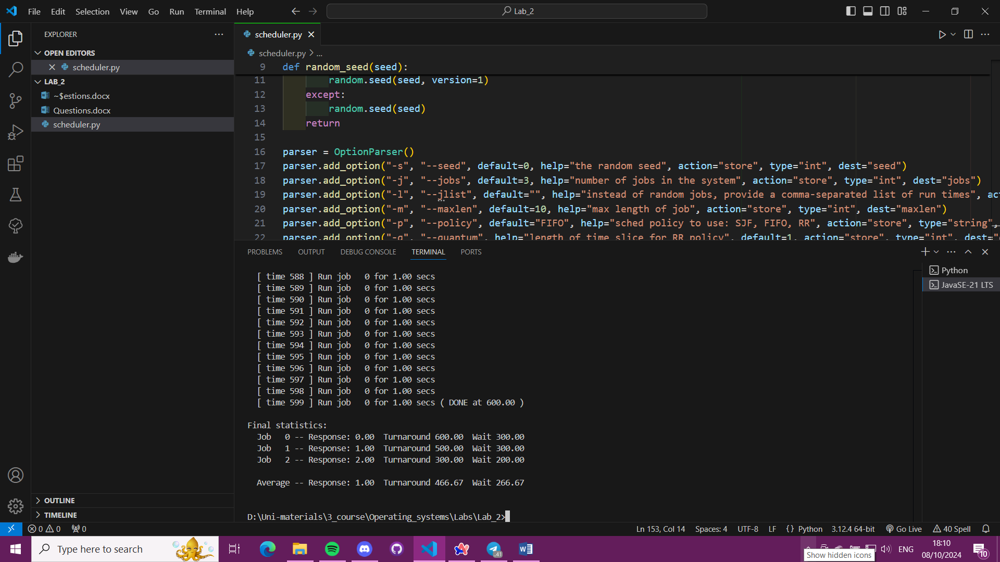 File Edit Selection View Go Run Terminal Help
Lab_2
EXPLORER
OPEN EDITORS
scheduler.py
LAB_2
~$estions.docx
Questions.docx
scheduler.py
OUTLINE
TIMELINE
scheduler.py
scheduler.py > ...
9 def random_seed(seed):
11 random.seed(seed, version=1)
12 except:
13 random.seed(seed)
14 return
15
16 parser = OptionParser()
17 parser.add_option("-s", "--seed", default=0, help="the random seed", action="store", type="int", dest="seed")
18 parser.add_option("-j", "--jobs", default=3, help="number of jobs in the system", action="store", type="int", dest="jobs")
19 parser.add_option("-l", "--jlist", default="", help="instead of random jobs, provide a comma-separated list of run times", ac
20 parser.add_option("-m", "--maxlen", default=10, help="max length of job", action="store", type="int", dest="maxlen")
21 parser.add_option("-p", "--policy", default="FIFO", help="sched policy to use: SJF, FIFO, RR", action="store", type="string",
22 parser.add_option("-q", "--quantum", help="length of time slice for RR policy", default=1, action="store", type="int", dest="
PROBLEMS OUTPUT DEBUG CONSOLE TERMINAL PORTS
Python
JavaSE-21 LTS
[ time 588 ] Run job 0 for 1.00 secs
[ time 589 ] Run job 0 for 1.00 secs
[ time 590 ] Run job 0 for 1.00 secs
[ time 591 ] Run job 0 for 1.00 secs
[ time 592 ] Run job 0 for 1.00 secs
[ time 593 ] Run job 0 for 1.00 secs
[ time 594 ] Run job 0 for 1.00 secs
[ time 595 ] Run job 0 for 1.00 secs
[ time 596 ] Run job 0 for 1.00 secs
[ time 597 ] Run job 0 for 1.00 secs
[ time 598 ] Run job 0 for 1.00 secs
[ time 599 ] Run job 0 for 1.00 secs ( DONE at 600.00 )
Final statistics:
Job 0 -- Response: 0.00 Turnaround 600.00 Wait 300.00
Job 1 -- Response: 1.00 Turnaround 500.00 Wait 300.00
Job 2 -- Response: 2.00 Turnaround 300.00 Wait 200.00
Average -- Response: 1.00 Turnaround 466.67 Wait 266.67
D:\Uni-materials\3_course\Operating_systems\Labs\Lab_2>
0 0 0 Ln 153, Col 14 Spaces: 4 UTF-8 LF {} Python 3.12.4 64-bit Go Live 40 Spell
Type here to search
41
ENG
18:10
08/10/2024
10
Show hidden icons